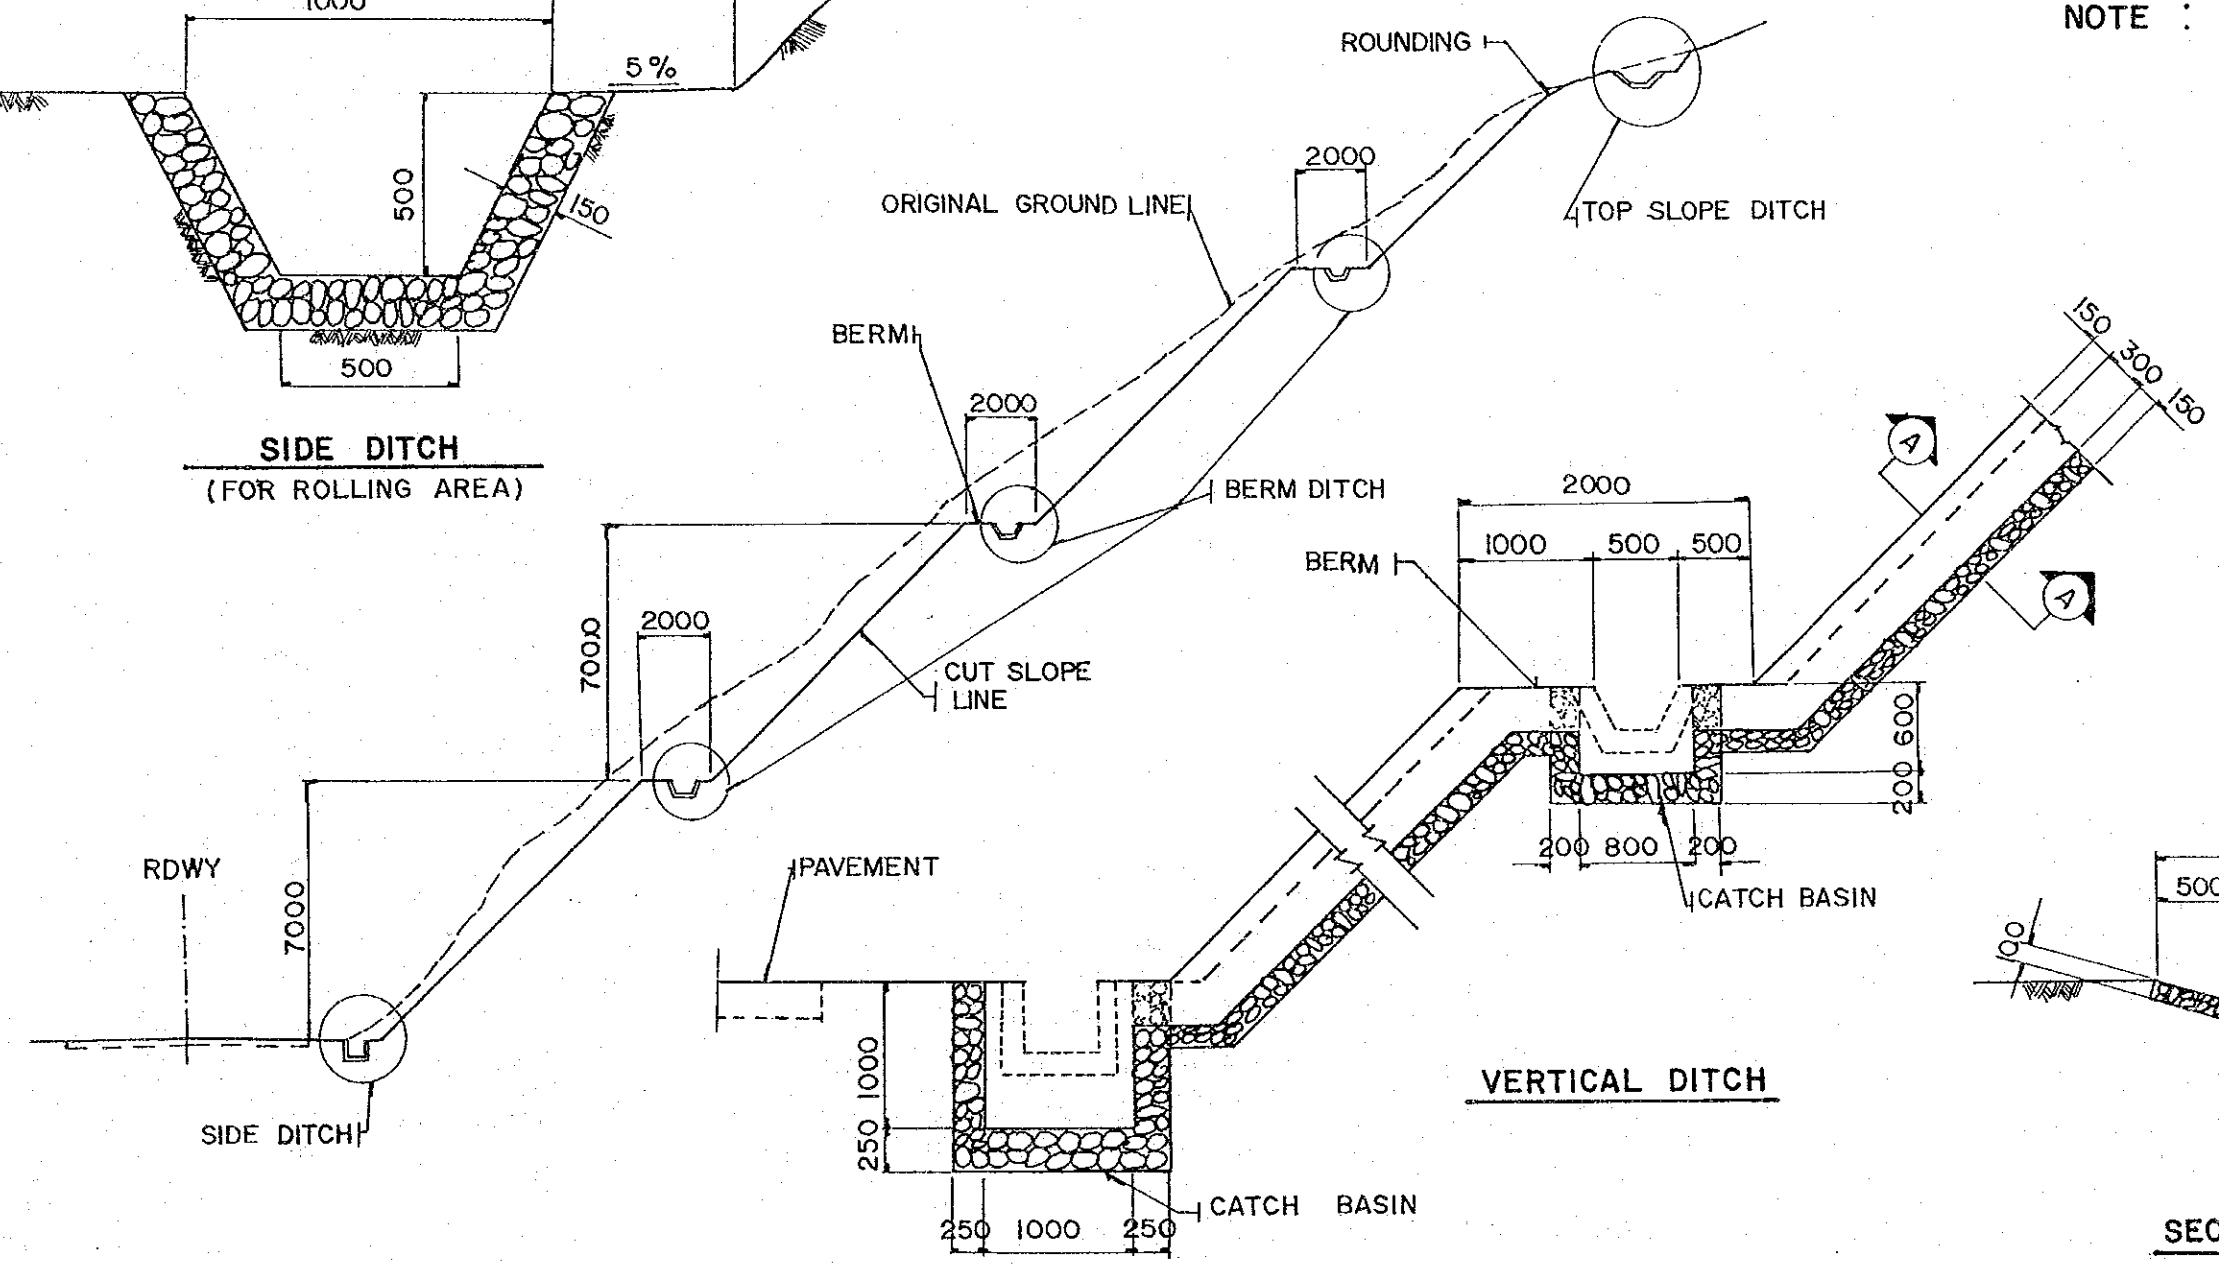 1000
5%
500
150
500
SIDE DITCH
(FOR ROLLING AREA)
NOTE :
ROUNDING
TOP SLOPE DITCH
2000
ORIGINAL GROUND LINE
BERM
2000
BERM DITCH
7000
2000
CUT SLOPE
LINE
RDWY
7000
SIDE DITCH
150
300
150
A
A
2000
1000
500
500
BERM
600
200
200
800
200
CATCH BASIN
PAVEMENT
1000
250
250
1000
250
CATCH BASIN
VERTICAL DITCH
500
SEC